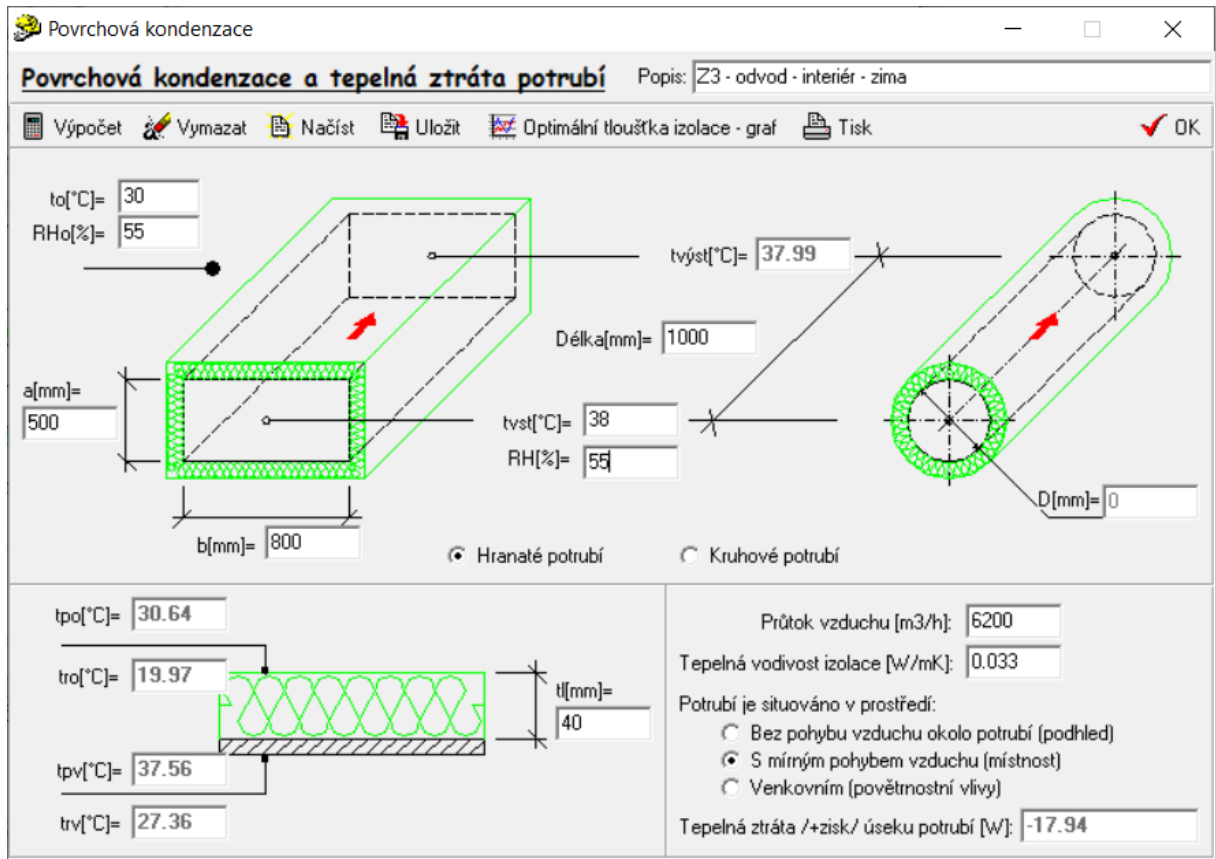 Povrchová kondenzace
Povrchová kondenzace a tepelná ztráta potrubí Popis: Z3 - odvod - interiér - zima
Výpočet Vymazat Načíst Uložit Optimální tloušťka izolace - graf Tisk OK
to[°C]= 30
RHo[%]= 55
tvýst[°C]= 37.99
Délka[mm]= 1000
a[mm]=
500
tvst[°C]= 38
RH[%]= 55
D[mm]= 0
b[mm]= 800
Hranaté potrubí Kruhové potrubí
tpo[°C]= 30.64
tro[°C]= 19.97
tl[mm]=
40
tpv[°C]= 37.56
trv[°C]= 27.36
Průtok vzduchu [m3/h]: 6200
Tepelná vodivost izolace [W/mK]: 0.033
Potrubí je situováno v prostředí:
Bez pohybu vzduchu okolo potrubí (podhled)
S mírným pohybem vzduchu (místnost)
Venkovním (povětrnostní vlivy)
Tepelná ztráta /+zisk/ úseku potrubí [W]: -17.94